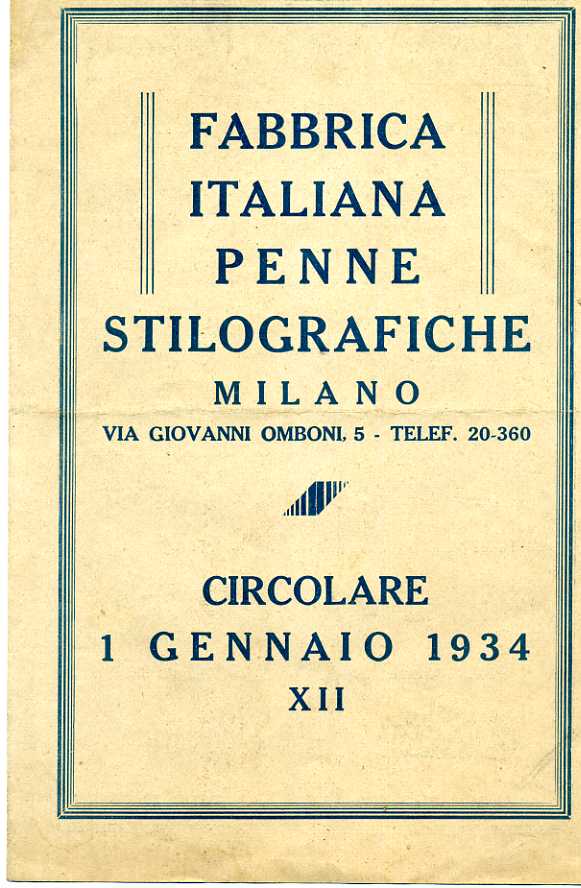 FABBRICA
ITALIANA
PENNE
STILOGRAFICHE
MILANO
VIA GIOVANNI OMBONI, 5 - TELEF. 20-360
CIRCOLARE
1 GENNAIO 1934
XII